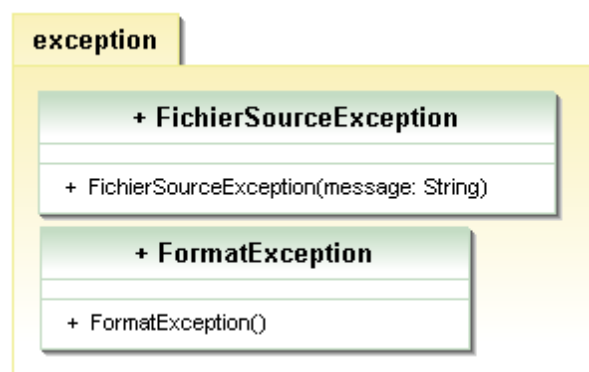 exception
+ FichierSourceException
+ FichierSourceException(message: String)
+ FormatException
+ FormatException()